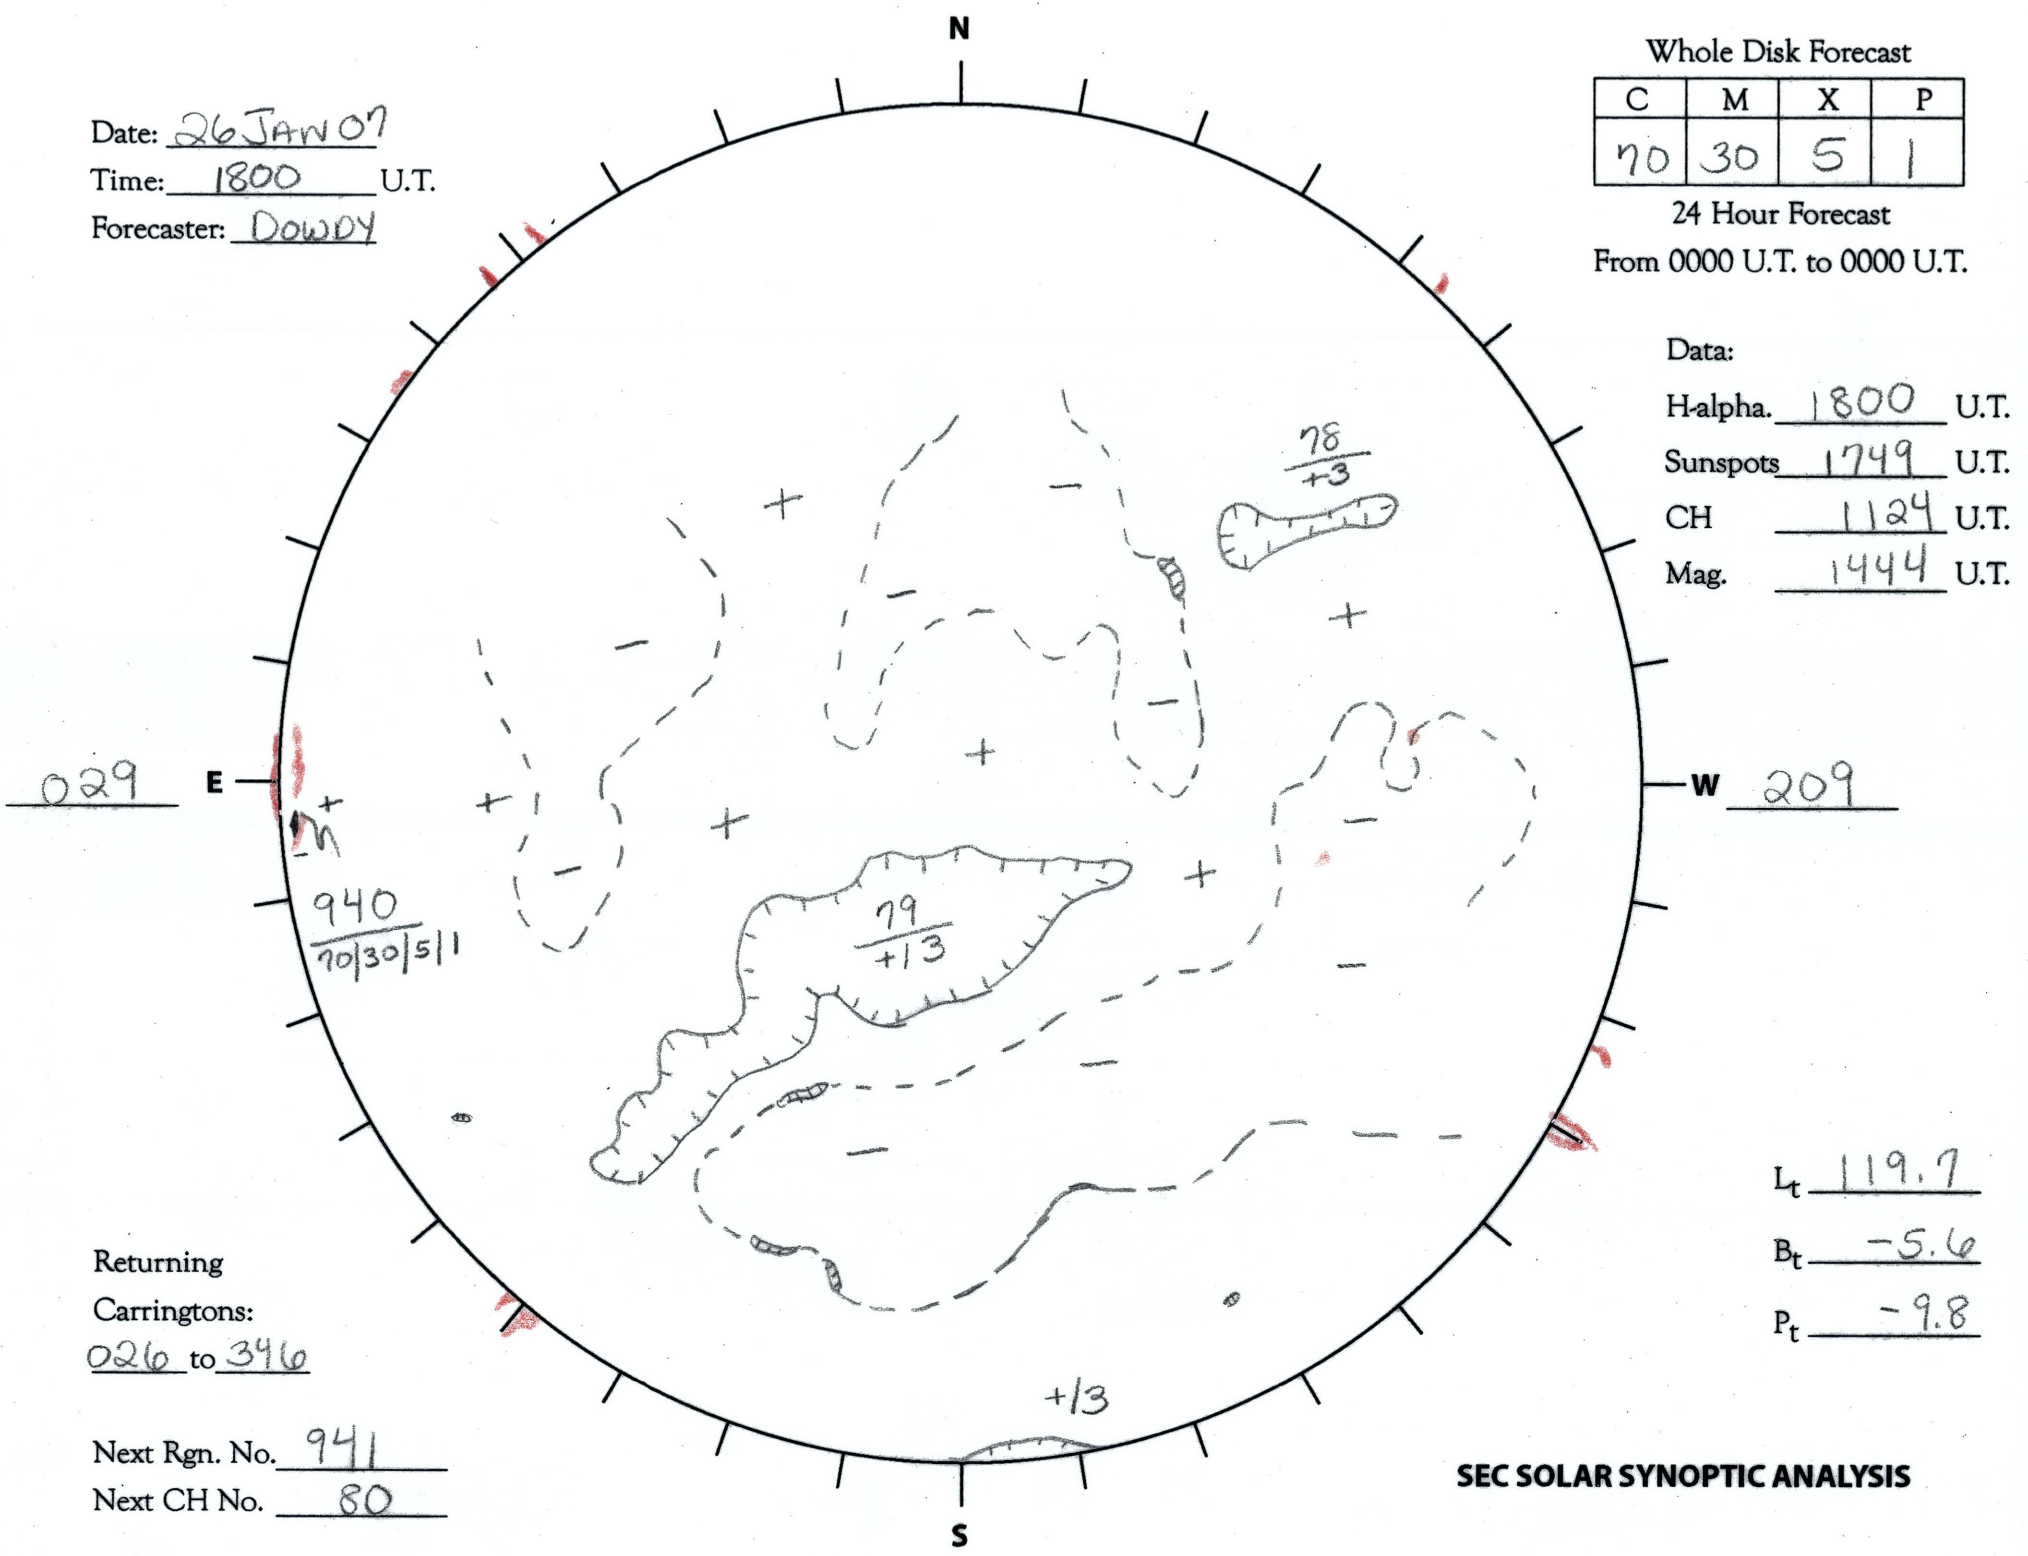 N
Date: 26 JAN 07
Time: 1800 U.T.
Forecaster: DOWDY
Whole Disk Forecast
C M X P
70 30 5 1
24 Hour Forecast
From 0000 U.T. to 0000 U.T.
Data:
H-alpha. 1800 U.T.
Sunspots 1749 U.T.
CH 1124 U.T.
Mag. 1444 U.T.
78
+3
+ -
- - +
-
029 E + + - + + - W 209
-
940
70/30/5/1
79
+/3
+
-
-
-
Lt 119.7
Bt -5.6
Pt -9.8
Returning
Carringtons:
026 to 346
+/3
Next Rgn. No. 941
Next CH No. 80
SEC SOLAR SYNOPTIC ANALYSIS
S